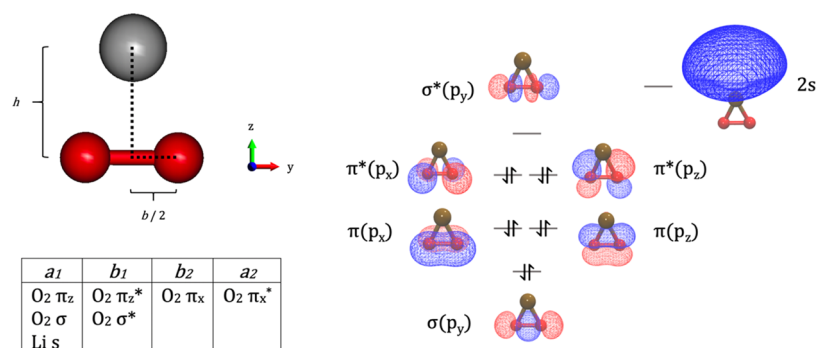 h
b / 2
z
y
a1 b1 b2 a2
O2 πz O2 πz* O2 πx O2 πx*
O2 σ O2 σ*
Li s
σ*(py)
2s
π*(px)
π*(pz)
π(px)
π(pz)
σ(py)